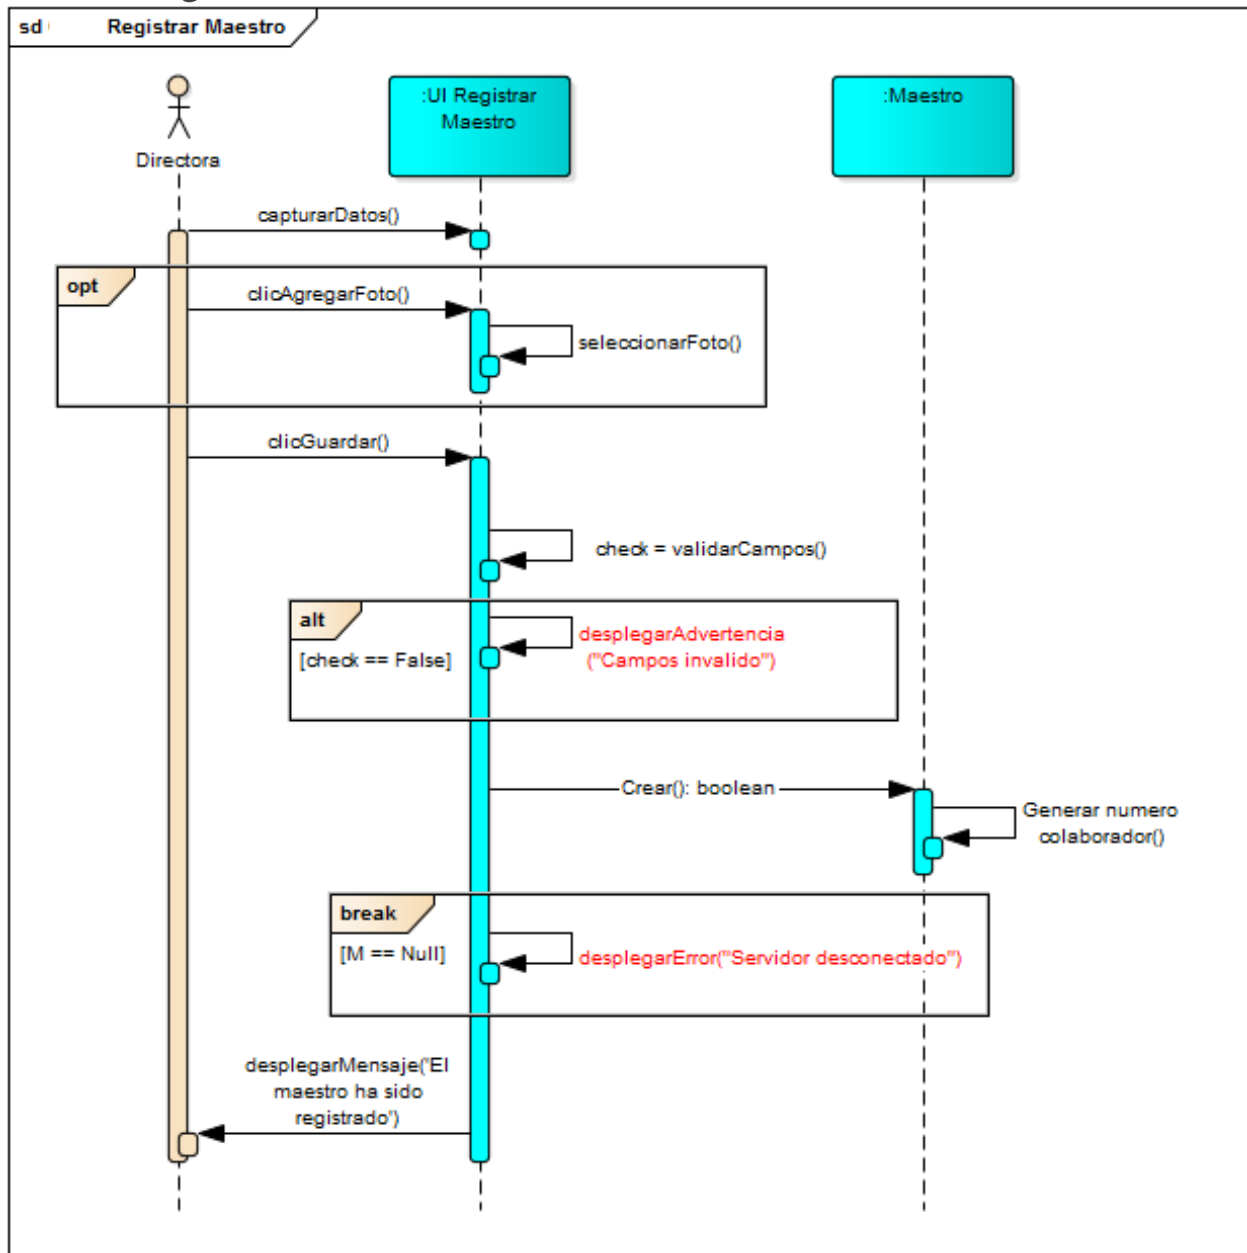 sd Registrar Maestro
Directora
:UI Registrar
Maestro
:Maestro
capturarDatos()
opt
clicAgregarFoto()
seleccionarFoto()
clicGuardar()
check = validarCampos()
alt
[check == False]
desplegarAdvertencia
("Campos invalido")
Crear(): boolean
Generar numero
colaborador()
break
[M == Null]
desplegarError("Servidor desconectado")
desplegarMensaje("El
maestro ha sido
registrado")